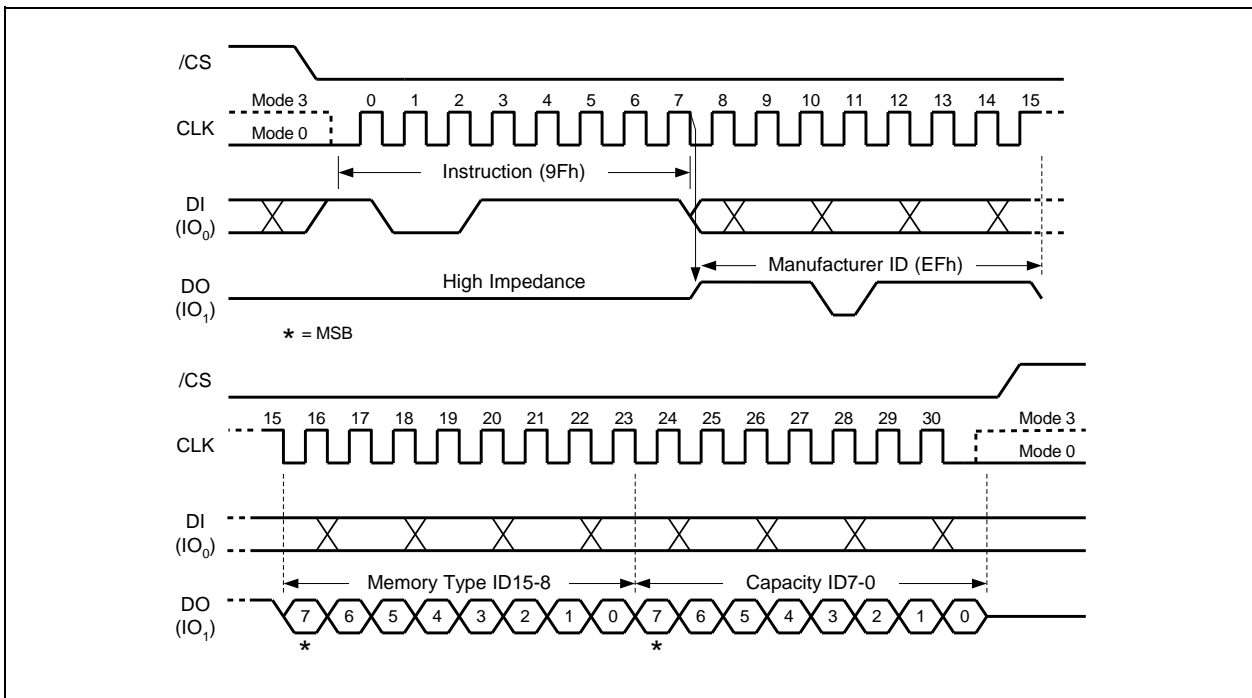 /CS
Mode 3 0 1 2 3 4 5 6 7 8 9 10 11 12 13 14 15
CLK
Mode 0
Instruction (9Fh)
DI
(IO₀)
Manufacturer ID (EFh)
High Impedance
DO
(IO₁)
* = MSB
/CS
15 16 17 18 19 20 21 22 23 24 25 26 27 28 29 30 Mode 3
CLK
Mode 0
DI
(IO₀)
Memory Type ID15-8 Capacity ID7-0
DO
(IO₁)
7 6 5 4 3 2 1 0 7 6 5 4 3 2 1 0
* *